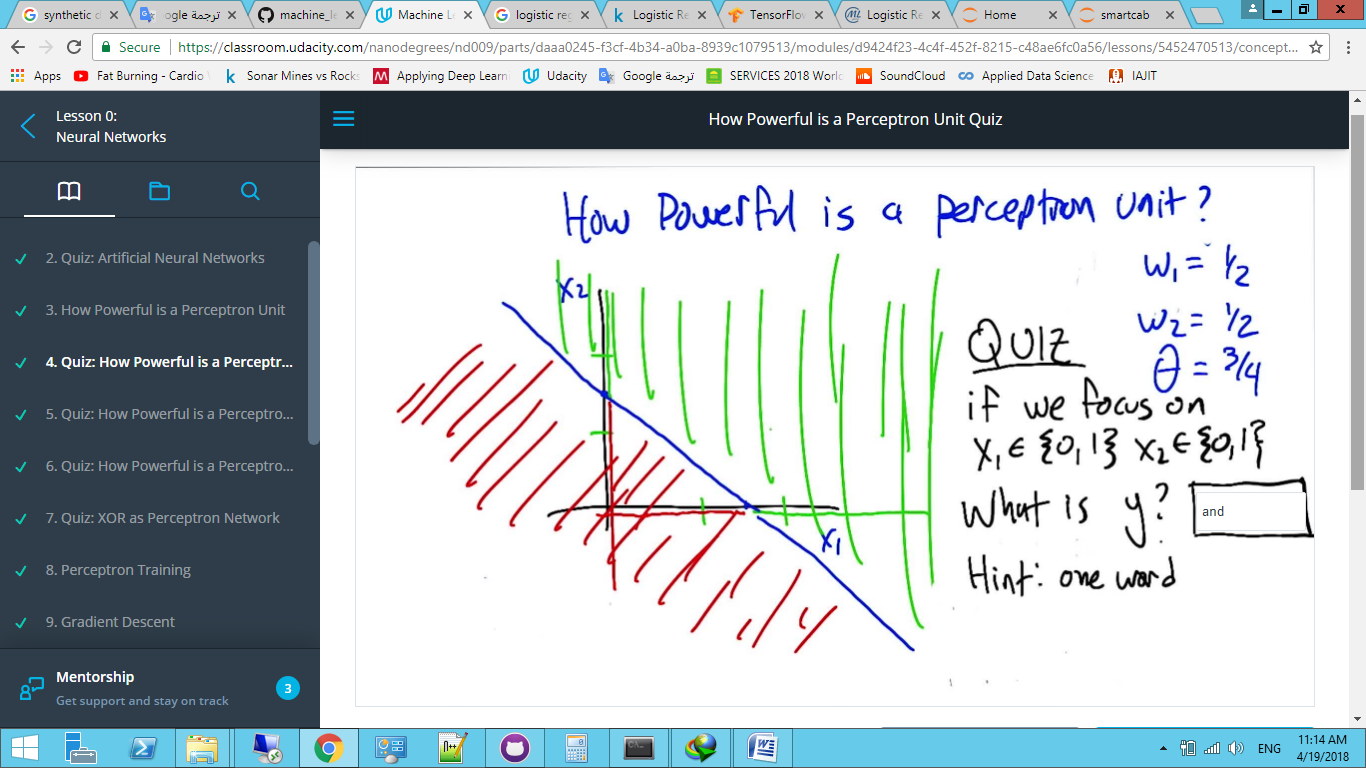 synthetic d
ogle ترجمة
machine_le
Machine Le
logistic reg
Logistic Re
TensorFlow
Logistic Re
Home
smartcab
Secure
https://classroom.udacity.com/nanodegrees/nd009/parts/daaa0245-f3cf-4b34-a0ba-8939c1079513/modules/d9424f23-4c4f-452f-8215-c48ae6fc0a56/lessons/5452470513/concept...
Apps
Fat Burning - Cardio
Sonar Mines vs Rocks
Applying Deep Learn
Udacity
Google ترجمة
SERVICES 2018 World
SoundCloud
Applied Data Science
IAJIT
Lesson 0:
Neural Networks
How Powerful is a Perceptron Unit Quiz
2. Quiz: Artificial Neural Networks
3. How Powerful is a Perceptron Unit
4. Quiz: How Powerful is a Perceptr...
5. Quiz: How Powerful is a Perceptro...
6. Quiz: How Powerful is a Perceptro...
7. Quiz: XOR as Perceptron Network
8. Perceptron Training
9. Gradient Descent
Mentorship
Get support and stay on track
3
How Powerful is a perceptron unit?
X2
X1
W1 = 1/2
W2 = 1/2
θ = 3/4
QUIZ
if we focus on
X1 ∈ {0,1} X2 ∈ {0,1}
What is y?
and
Hint: one word
ENG
11:14 AM
4/19/2018